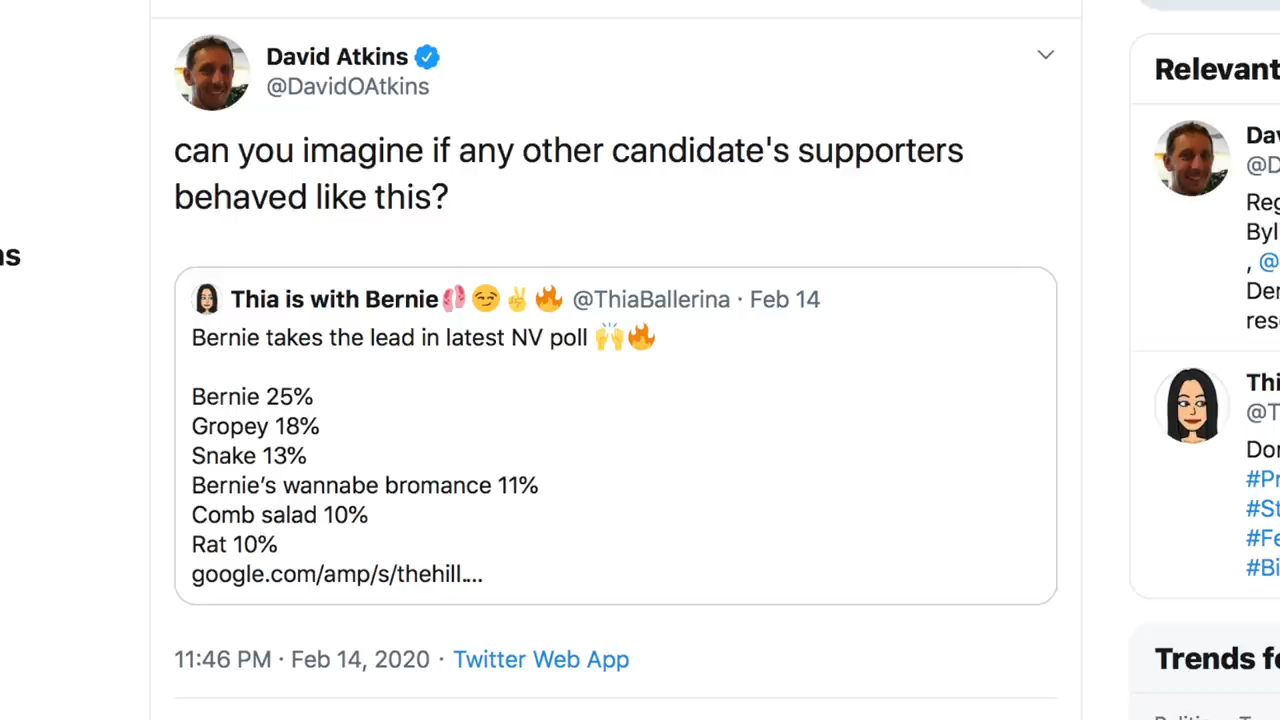 David Atkins
@DavidOAtkins
can you imagine if any other candidate's supporters
behaved like this?
Thia is with Bernie🫁😏✌️🔥 @ThiaBallerina · Feb 14
Bernie takes the lead in latest NV poll 🙌🔥
Bernie 25%
Gropey 18%
Snake 13%
Bernie’s wannabe bromance 11%
Comb salad 10%
Rat 10%
google.com/amp/s/thehill....
11:46 PM · Feb 14, 2020 · Twitter Web App
ns
Relevant
Dav
@D
Reg
Byl
, @
Der
res
Thi
@T
Dor
#Pr
#St
#Fe
#Bi
Trends fo